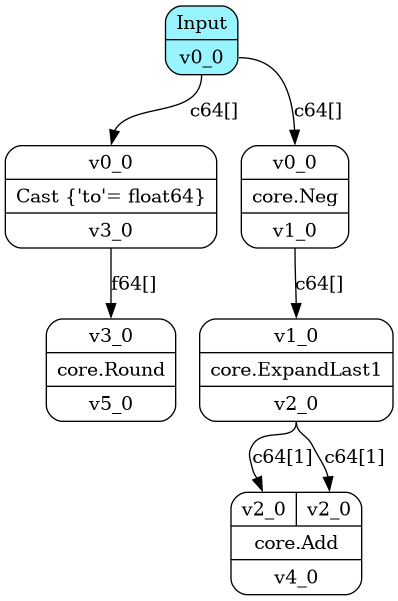 Input
v0_0
c64[]
c64[]
v0_0
Cast {'to'= float64}
v3_0
v0_0
core.Neg
v1_0
f64[]
c64[]
v3_0
core.Round
v5_0
v1_0
core.ExpandLast1
v2_0
c64[1]
c64[1]
v2_0
v2_0
core.Add
v4_0